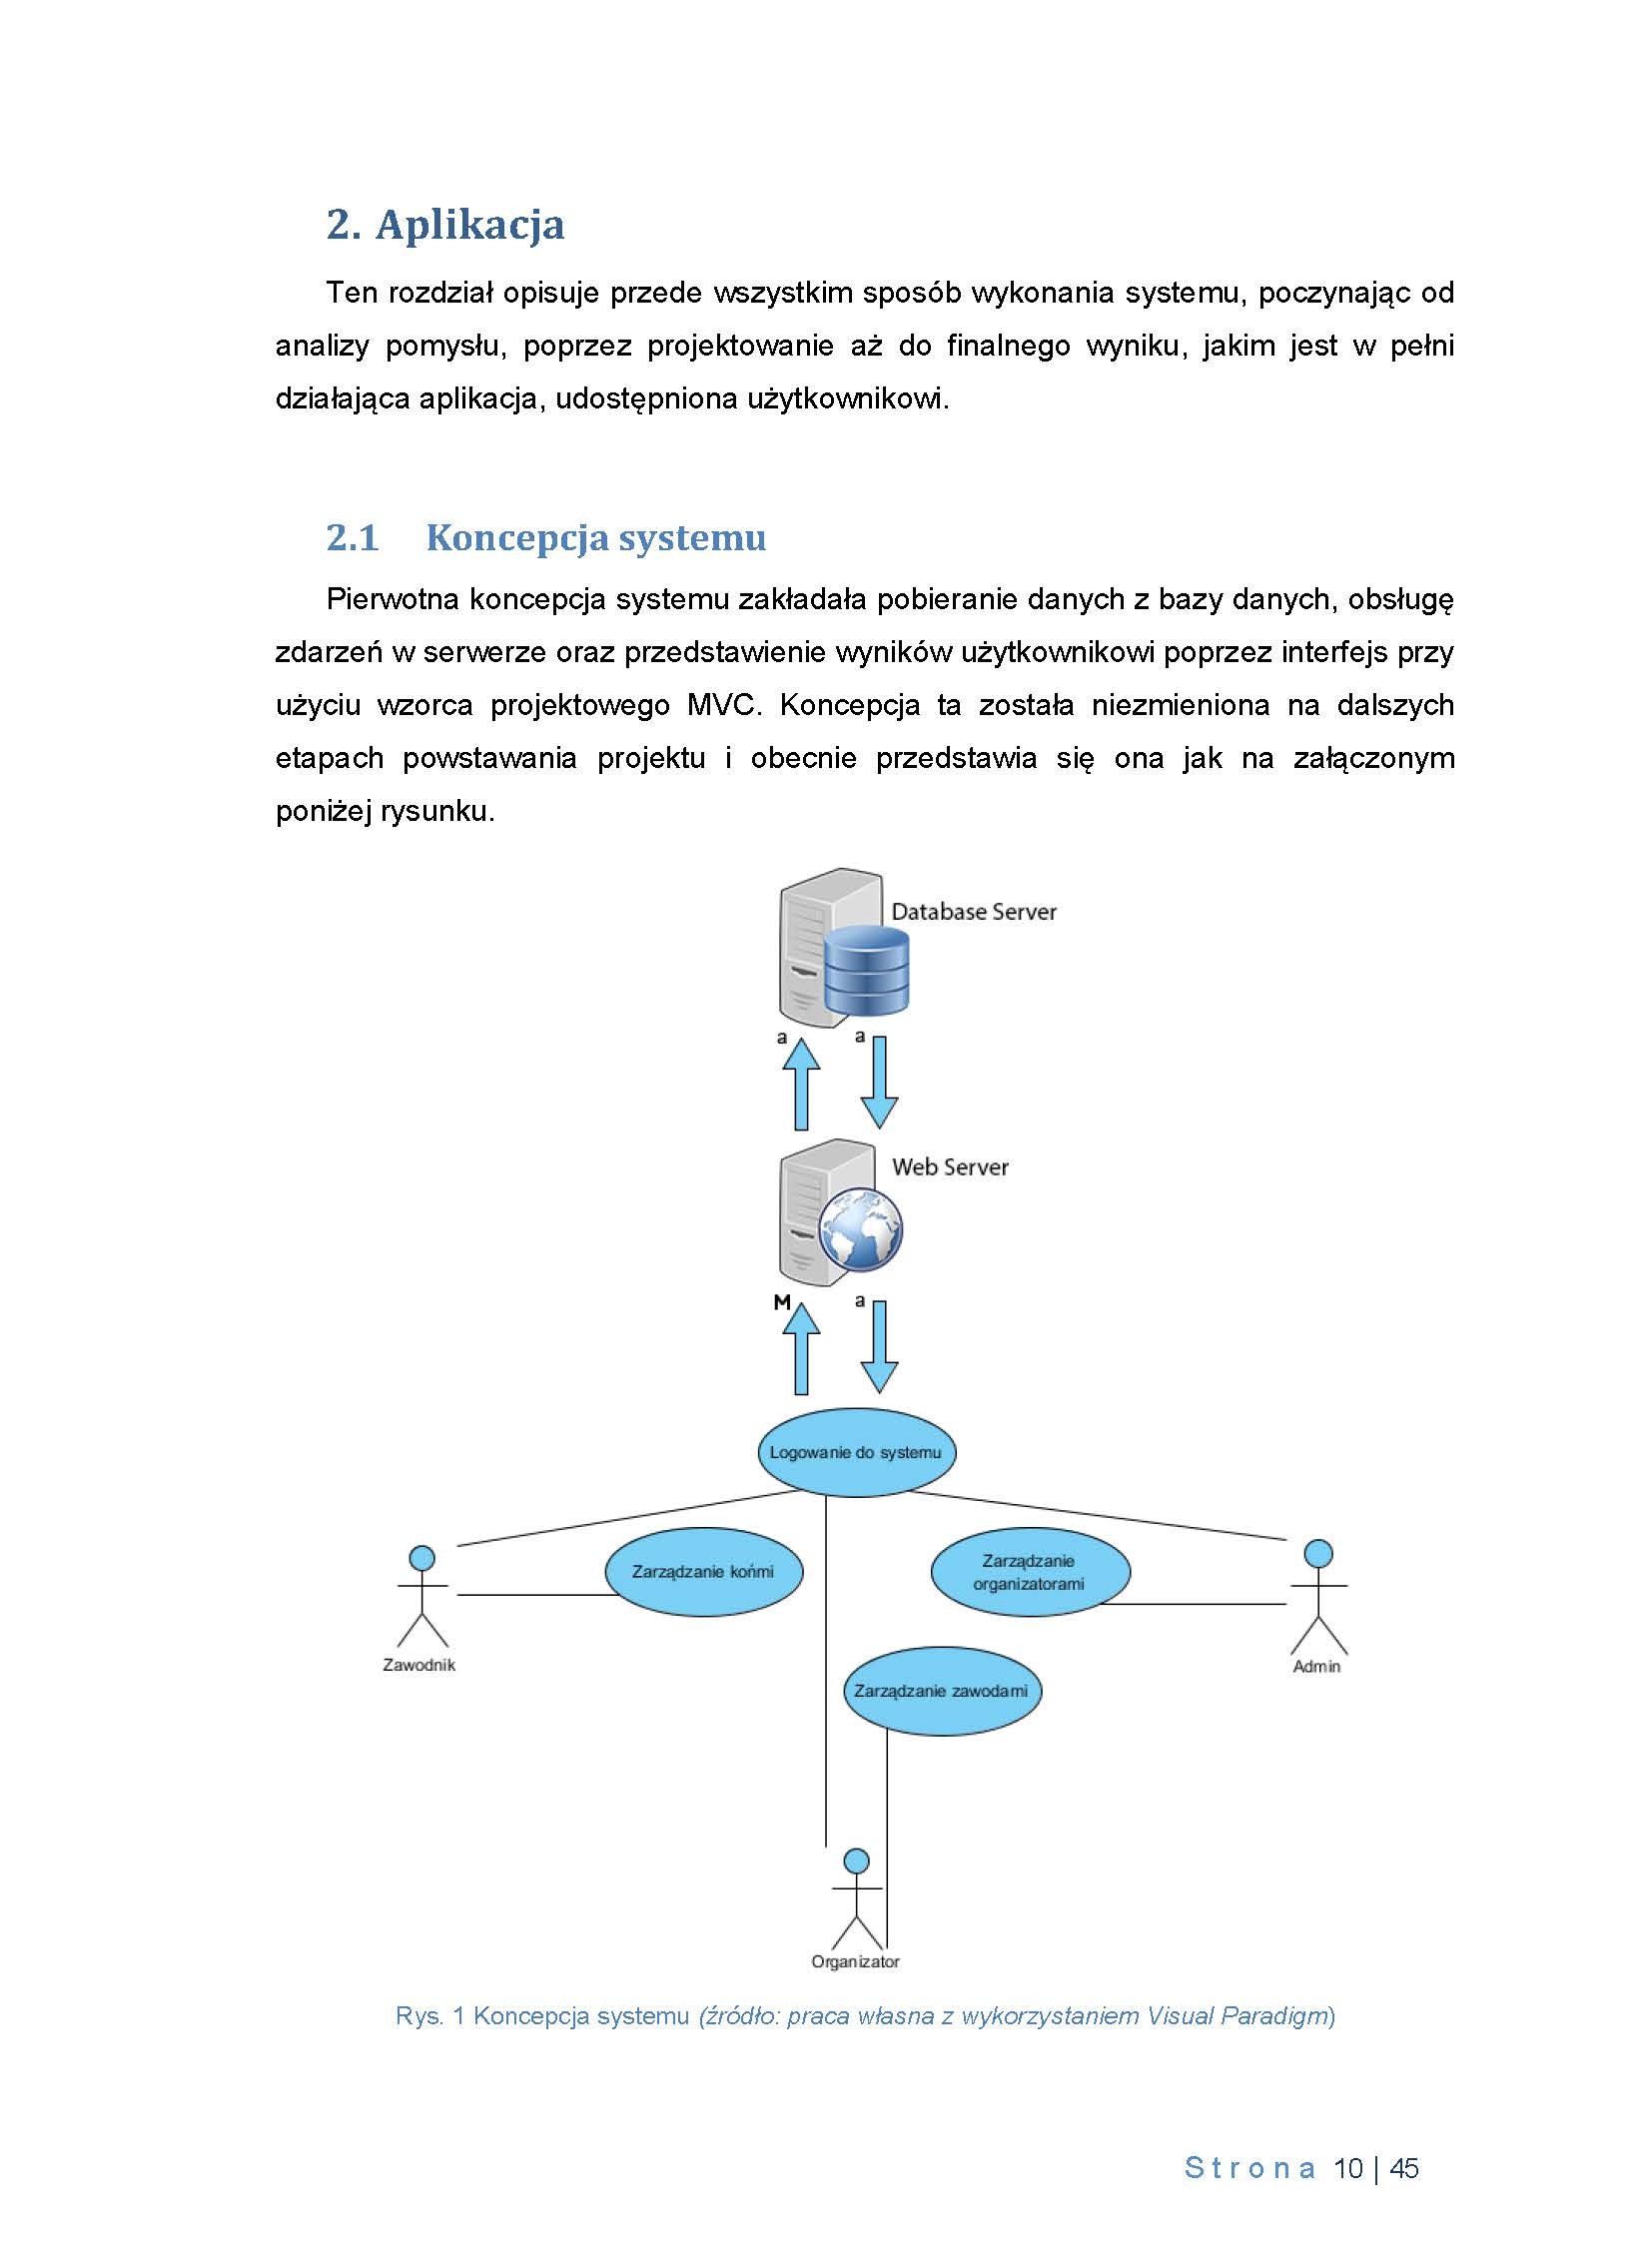 2. Aplikacja
Ten rozdział opisuje przede wszystkim sposób wykonania systemu, poczynając od
analizy pomysłu, poprzez projektowanie aż do finalnego wyniku, jakim jest w pełni
działająca aplikacja, udostępniona użytkownikowi.
2.1 Koncepcja systemu
Pierwotna koncepcja systemu zakładała pobieranie danych z bazy danych, obsługę
zdarzeń w serwerze oraz przedstawienie wyników użytkownikowi poprzez interfejs przy
użyciu wzorca projektowego MVC. Koncepcja ta została niezmieniona na dalszych
etapach powstawania projektu i obecnie przedstawia się ona jak na załączonym
poniżej rysunku.
Database Server
a a
Web Server
M a
Logowanie do systemu
Zarządzanie końmi
Zarządzanie
organizatorami
Zawodnik
Admin
Zarządzanie zawodami
Organizator
Rys. 1 Koncepcja systemu (źródło: praca własna z wykorzystaniem Visual Paradigm)
Strona 10 | 45